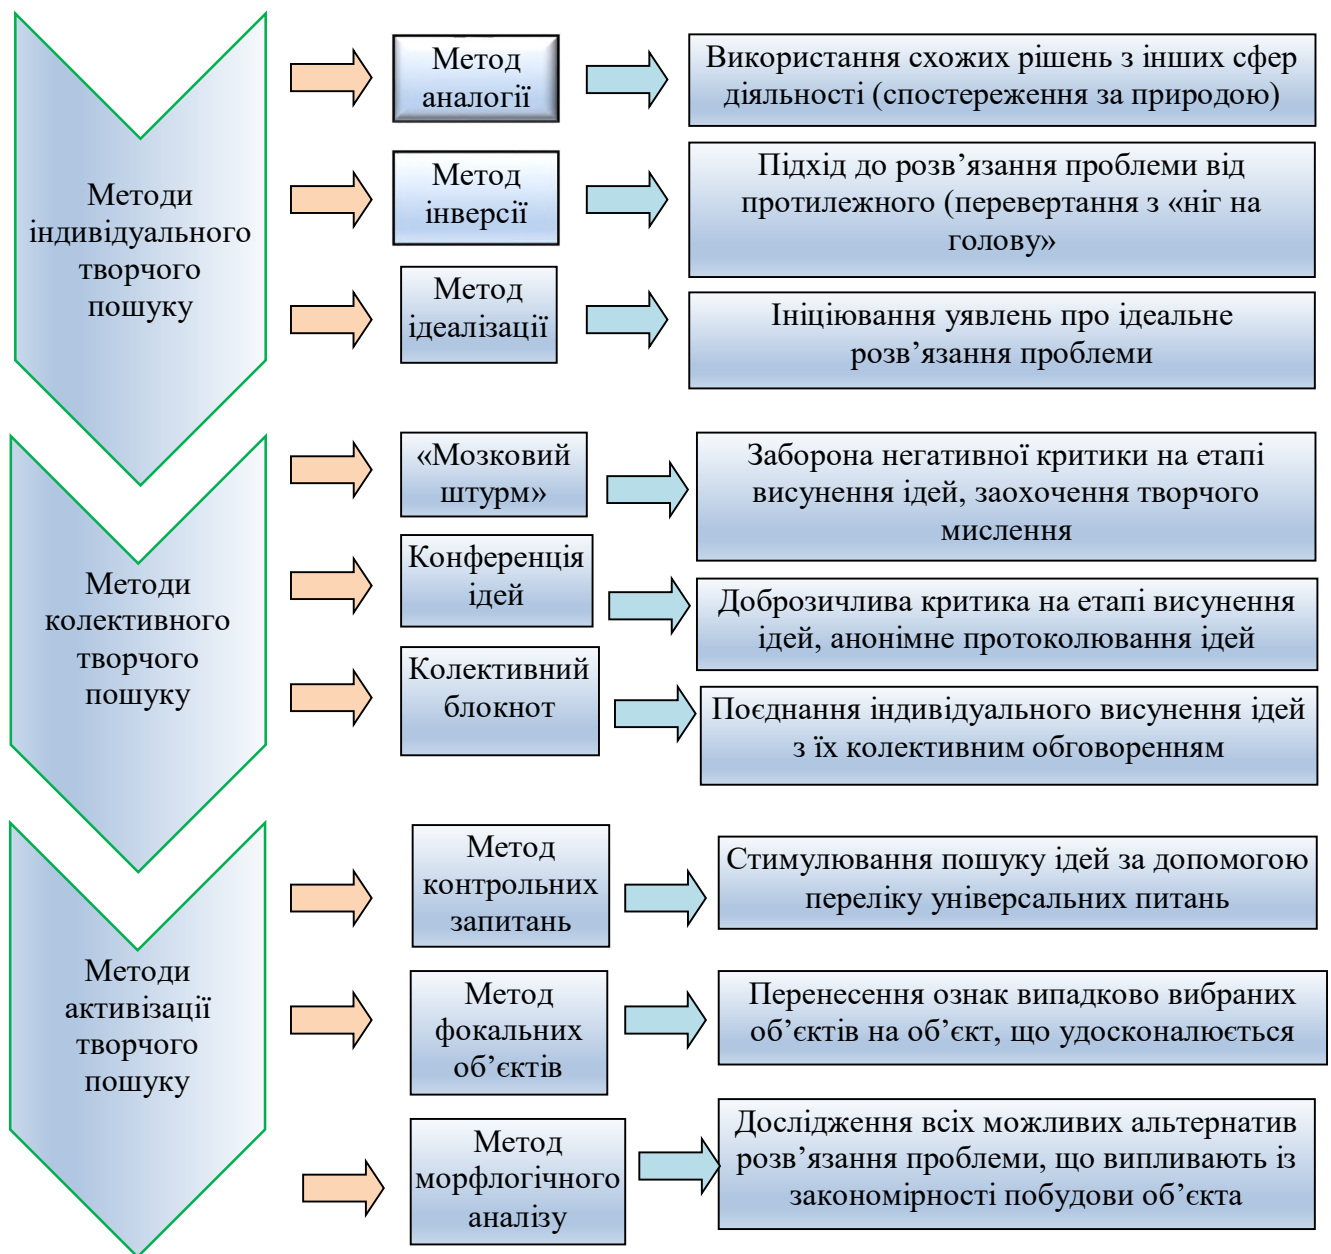 Методи
індивідуального
творчого
пошуку
Метод
аналогії
Використання схожих рішень з інших сфер
діяльності (спостереження за природою)
Метод
інверсії
Підхід до розв’язання проблеми від
протилежного (перевертання з «ніг на
голову»
Метод
ідеалізації
Ініціювання уявлень про ідеальне
розв’язання проблеми
Методи
колективного
творчого
пошуку
«Мозковий
штурм»
Заборона негативної критики на етапі
висунення ідей, заохочення творчого
мислення
Конференція
ідей
Доброзичлива критика на етапі висунення
ідей, анонімне протоколювання ідей
Колективний
блокнот
Поєднання індивідуального висунення ідей
з їх колективним обговоренням
Методи
активізації
творчого
пошуку
Метод
контрольних
запитань
Стимулювання пошуку ідей за допомогою
переліку універсальних питань
Метод
фокальних
об’єктів
Перенесення ознак випадково вибраних
об’єктів на об’єкт, що удосконалюється
Метод
морфлогічного
аналізу
Дослідження всіх можливих альтернатив
розв’язання проблеми, що випливають із
закономірності побудови об’єкта